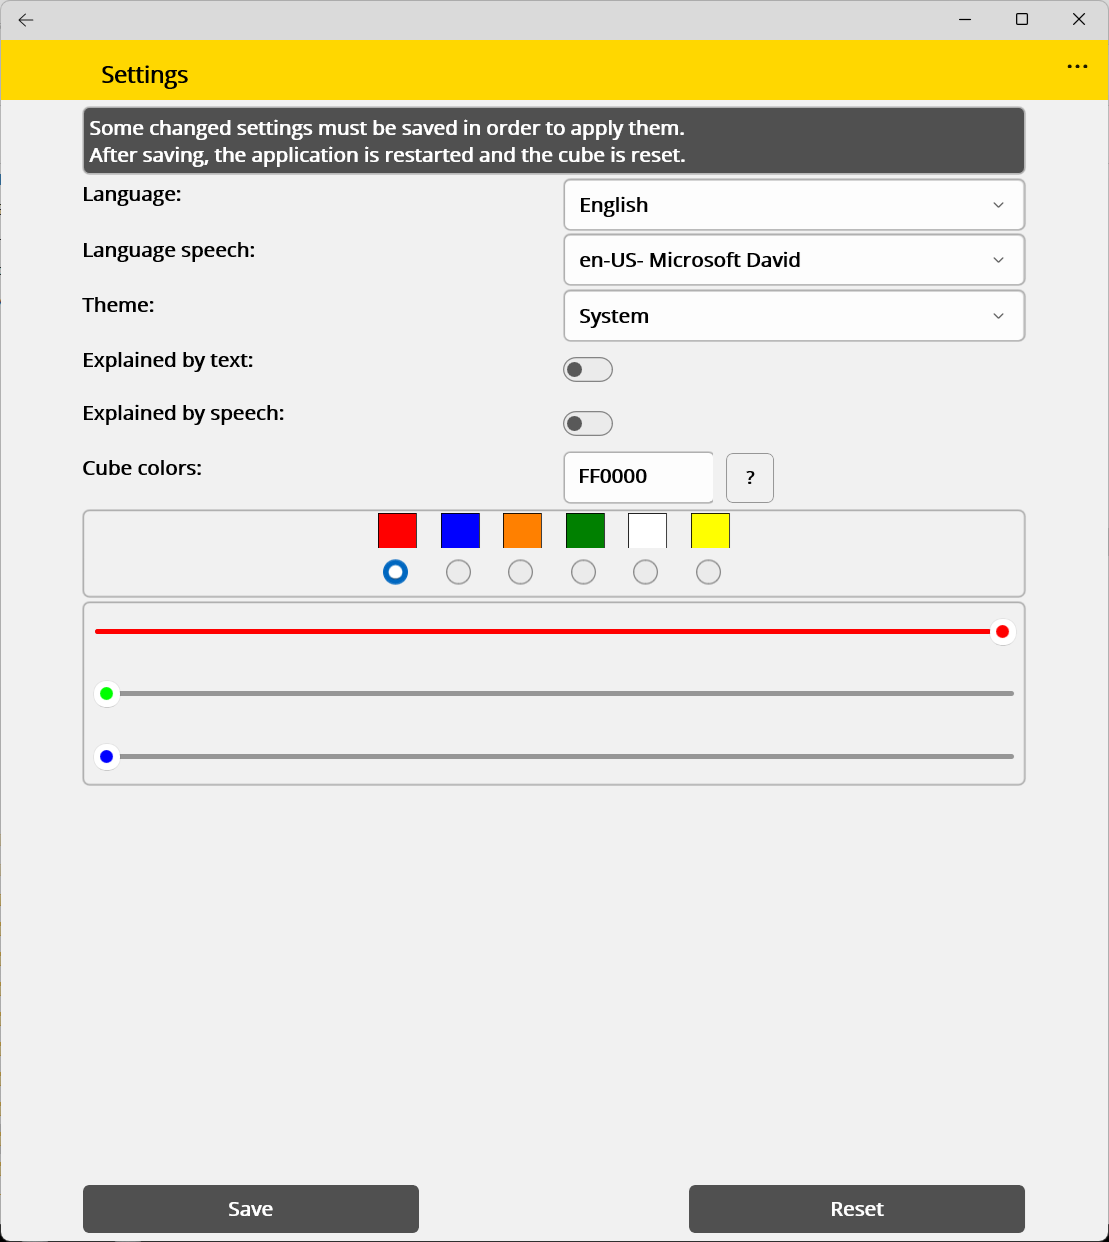 Settings
Some changed settings must be saved in order to apply them.
After saving, the application is restarted and the cube is reset.
Language:
English
Language speech:
en-US- Microsoft David
Theme:
System
Explained by text:
Explained by speech:
Cube colors:
FF0000
?
Save
Reset